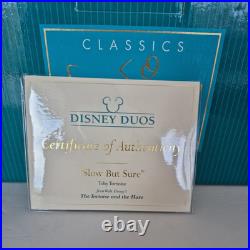 CLASSICS
DISNEY DUOS
Certificate of Authenticity
"Slow But Sure"
Toby Tortoise
from Walt Disney's
The Tortoise and the Hare